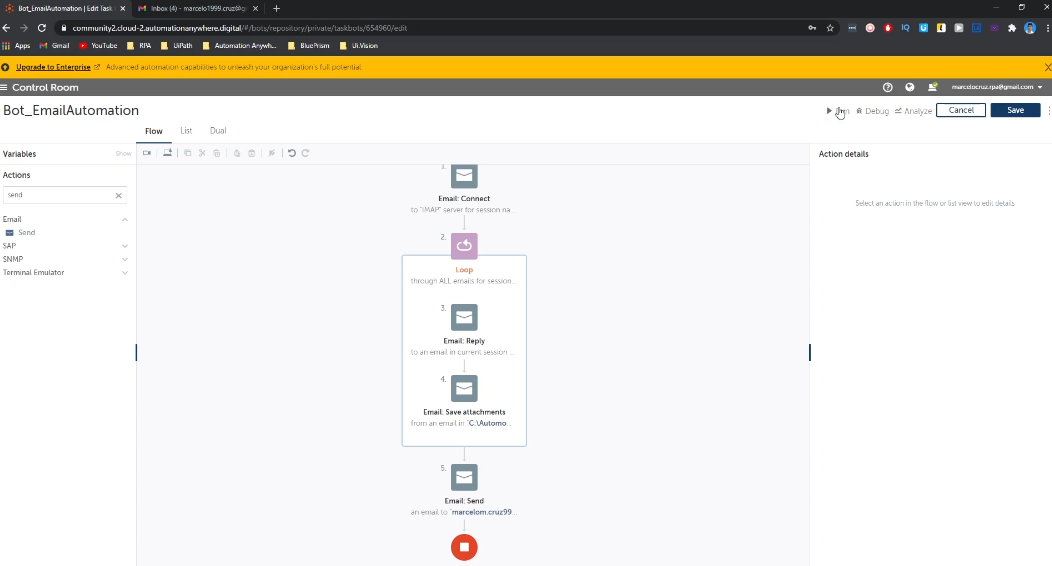 Bot_EmailAutomation | Edit Task
Inbox (4) - marcelo1999.cruz@g
community2.cloud-2.automationanywhere.digital/#/bots/repository/private/taskbots/654960/edit
Apps
Gmail
YouTube
RPA
UiPath
Automation Anywh...
BluePrism
Ui.Vision
Upgrade to Enterprise
Advanced automation capabilities to unleash your organization's full potential
Control Room
marcelocruz.rpa@gmail.com
Bot_EmailAutomation
Debug
Analyze
Cancel
Save
Flow
List
Dual
Variables
Show
Actions
send
Email
Send
SAP
SNMP
Terminal Emulator
Action details
Select an action in the flow or list view to edit details
1.
Email: Connect
to "IMAP" server for session na...
2.
Loop
through ALL emails for session...
3.
Email: Reply
to an email in current session ...
4.
Email: Save attachments
from an email in "C:\Automo...
5.
Email: Send
an email to "marcelom.cruz99...